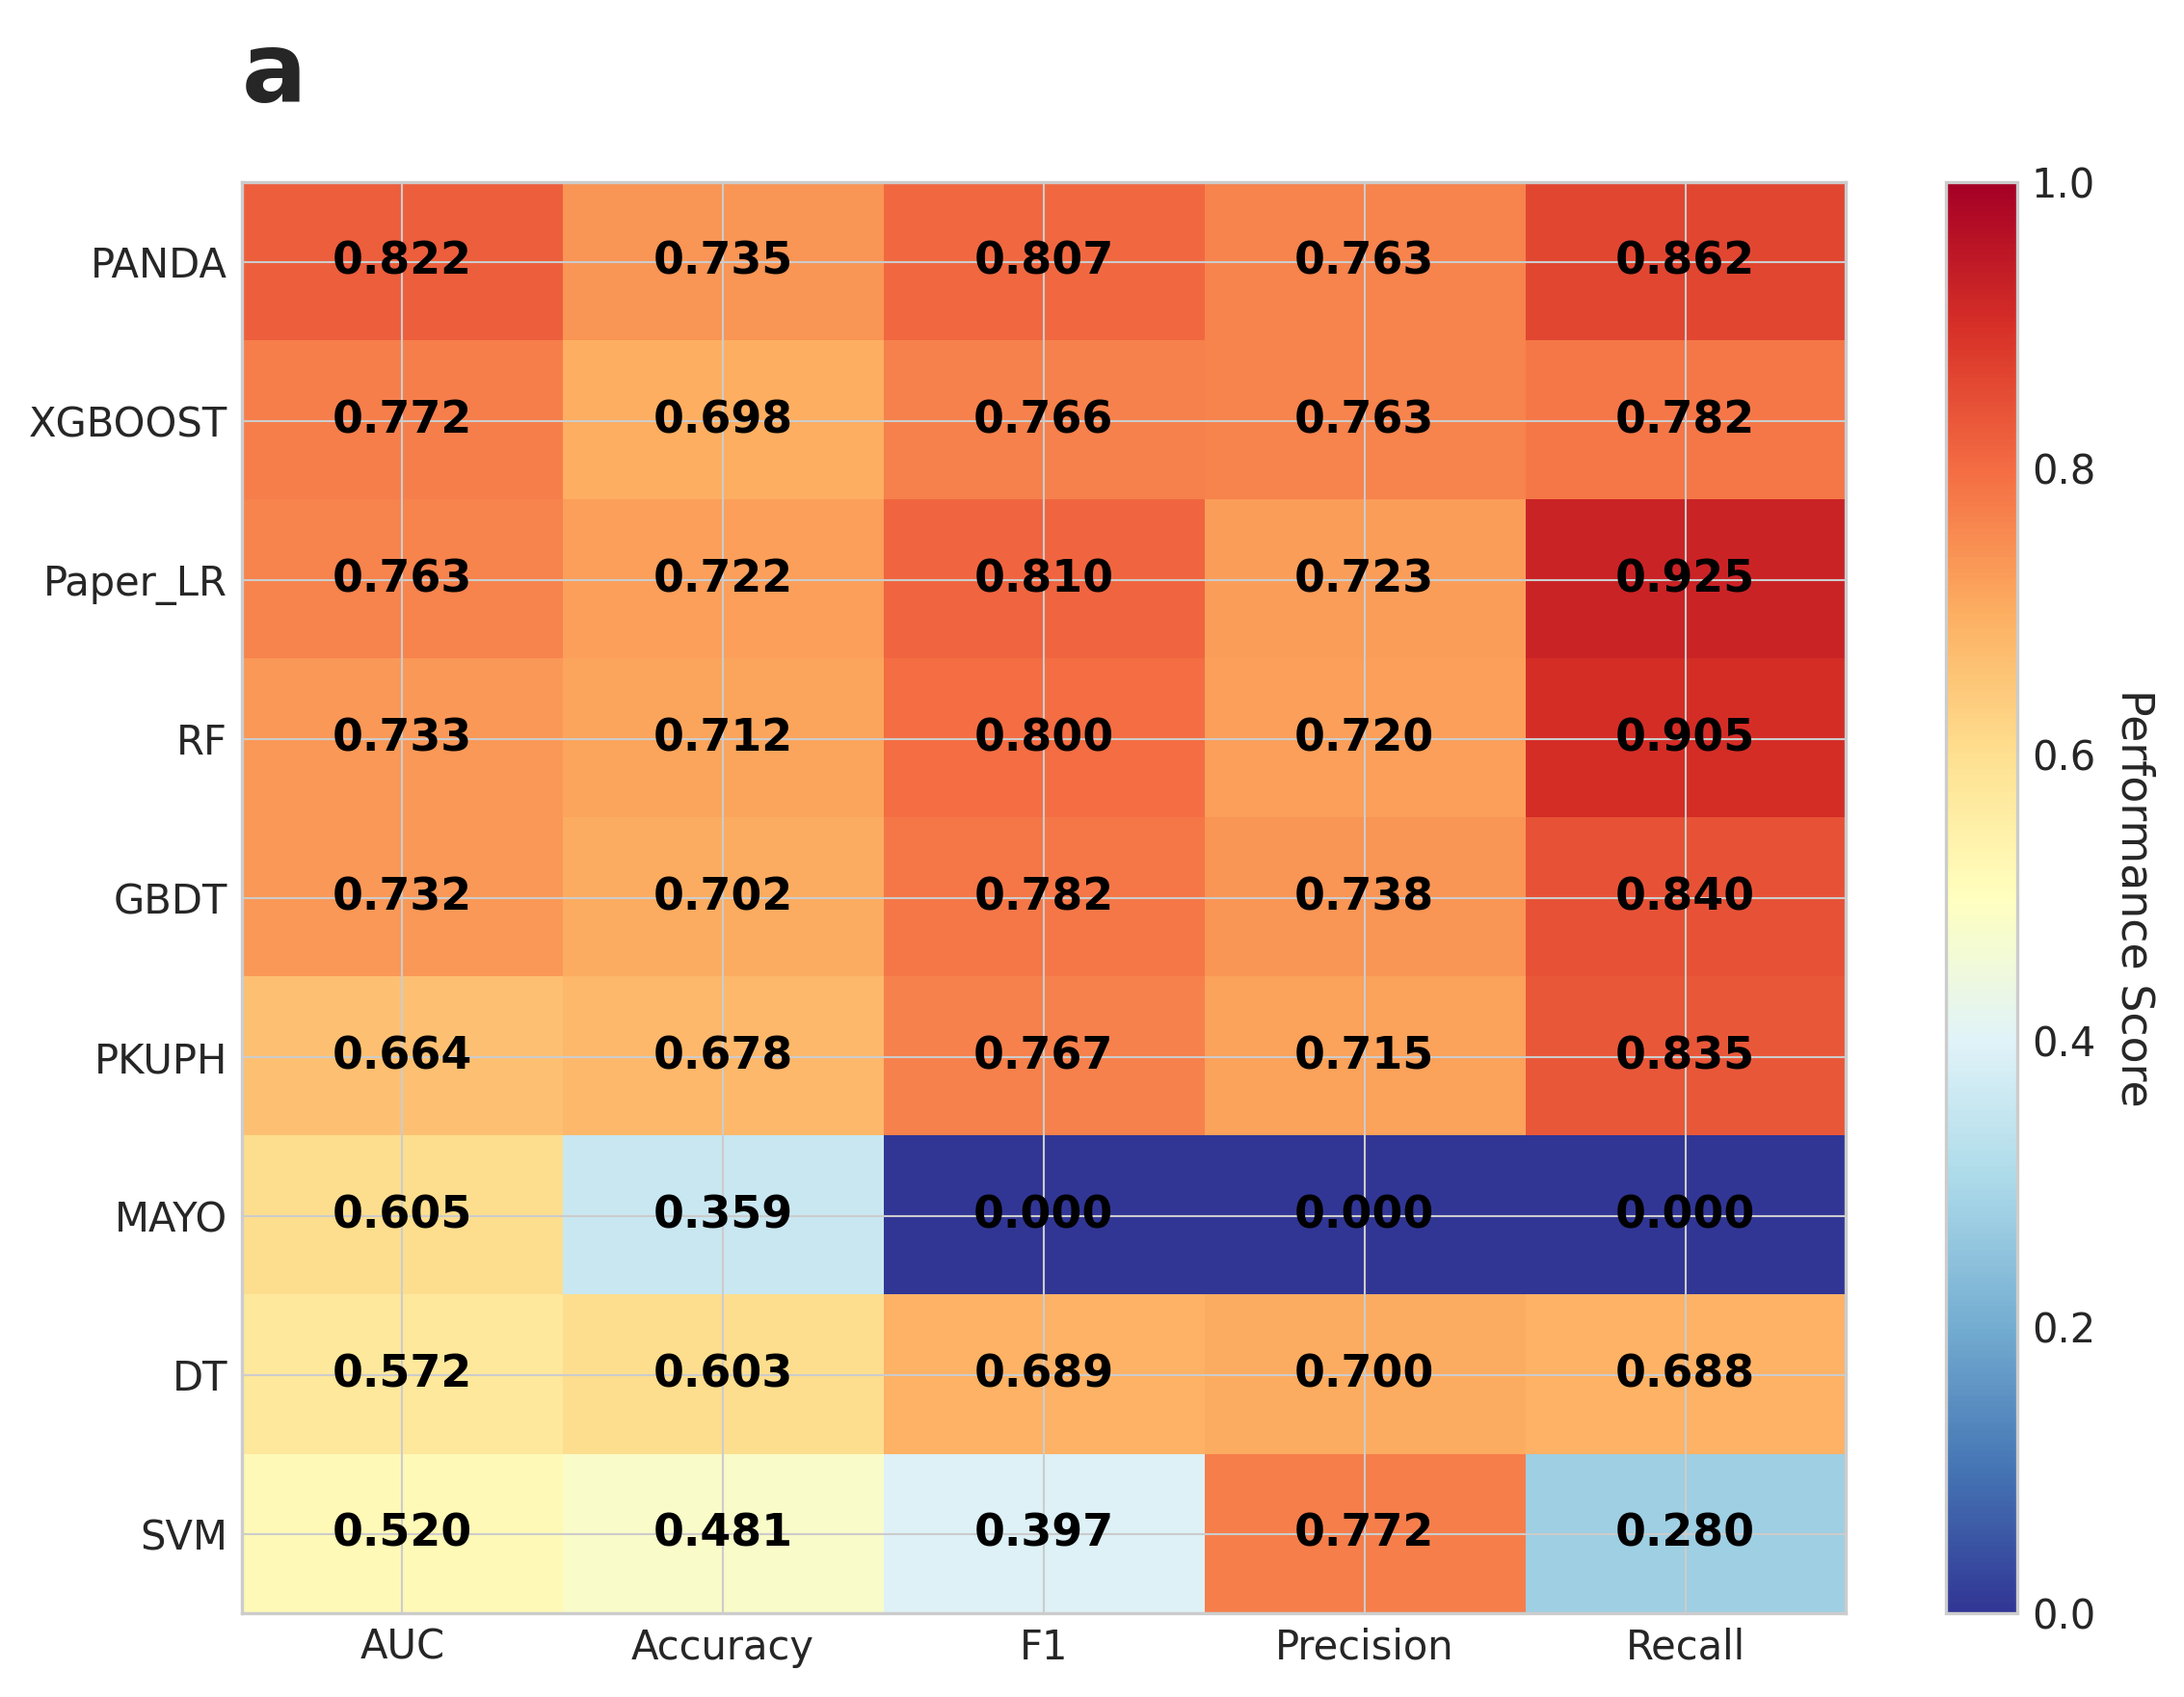 a
PANDA 0.822 0.735 0.807 0.763 0.862
XGBOOST 0.772 0.698 0.766 0.763 0.782
Paper_LR 0.763 0.722 0.810 0.723 0.925
RF 0.733 0.712 0.800 0.720 0.905
GBDT 0.732 0.702 0.782 0.738 0.840
PKUPH 0.664 0.678 0.767 0.715 0.835
MAYO 0.605 0.359 0.000 0.000 0.000
DT 0.572 0.603 0.689 0.700 0.688
SVM 0.520 0.481 0.397 0.772 0.280
AUC Accuracy F1 Precision Recall
1.0
0.8
0.6
0.4
0.2
0.0
Performance Score